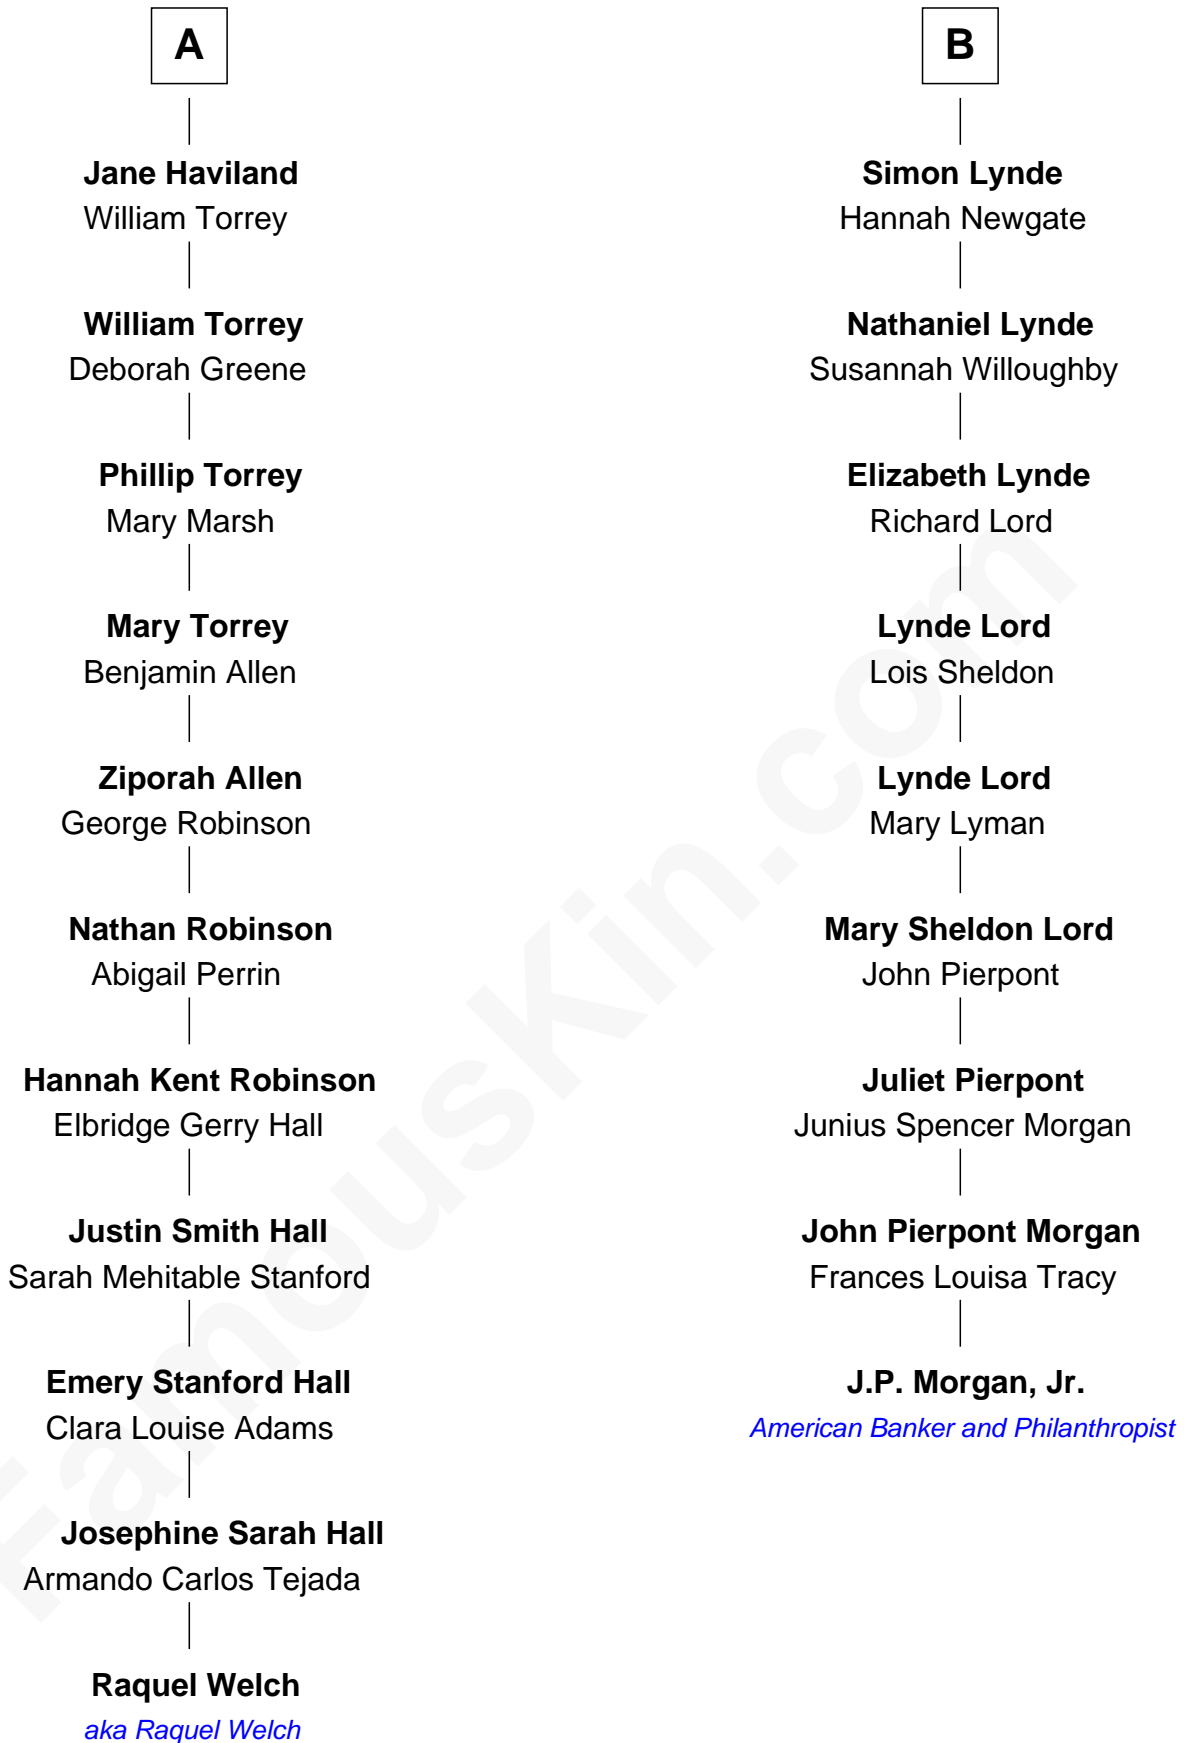 A
Jane Haviland
William Torrey
William Torrey
Deborah Greene
Phillip Torrey
Mary Marsh
Mary Torrey
Benjamin Allen
Ziporah Allen
George Robinson
Nathan Robinson
Abigail Perrin
Hannah Kent Robinson
Elbridge Gerry Hall
Justin Smith Hall
Sarah Mehitable Stanford
Emery Stanford Hall
Clara Louise Adams
Josephine Sarah Hall
Armando Carlos Tejada
Raquel Welch
aka Raquel Welch
B
Simon Lynde
Hannah Newgate
Nathaniel Lynde
Susannah Willoughby
Elizabeth Lynde
Richard Lord
Lynde Lord
Lois Sheldon
Lynde Lord
Mary Lyman
Mary Sheldon Lord
John Pierpont
Juliet Pierpont
Junius Spencer Morgan
John Pierpont Morgan
Frances Louisa Tracy
J.P. Morgan, Jr.
American Banker and Philanthropist
FamousKin.com